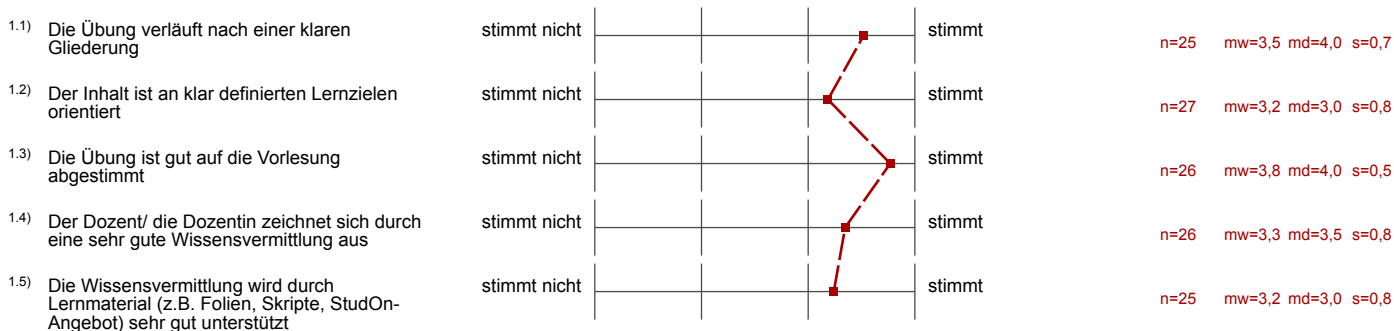 1.1) Die Übung verläuft nach einer klaren stimmt nicht stimmt
Gliederung n=25 mw=3,5 md=4,0 s=0,7
1.2) Der Inhalt ist an klar definierten Lernzielen stimmt nicht stimmt
orientiert n=27 mw=3,2 md=3,0 s=0,8
1.3) Die Übung ist gut auf die Vorlesung stimmt nicht stimmt
abgestimmt n=26 mw=3,8 md=4,0 s=0,5
1.4) Der Dozent/ die Dozentin zeichnet sich durch stimmt nicht stimmt
eine sehr gute Wissensvermittlung aus n=26 mw=3,3 md=3,5 s=0,8
1.5) Die Wissensvermittlung wird durch stimmt nicht stimmt
Lernmaterial (z.B. Folien, Skripte, StudOn- n=25 mw=3,2 md=3,0 s=0,8
Angebot) sehr gut unterstützt